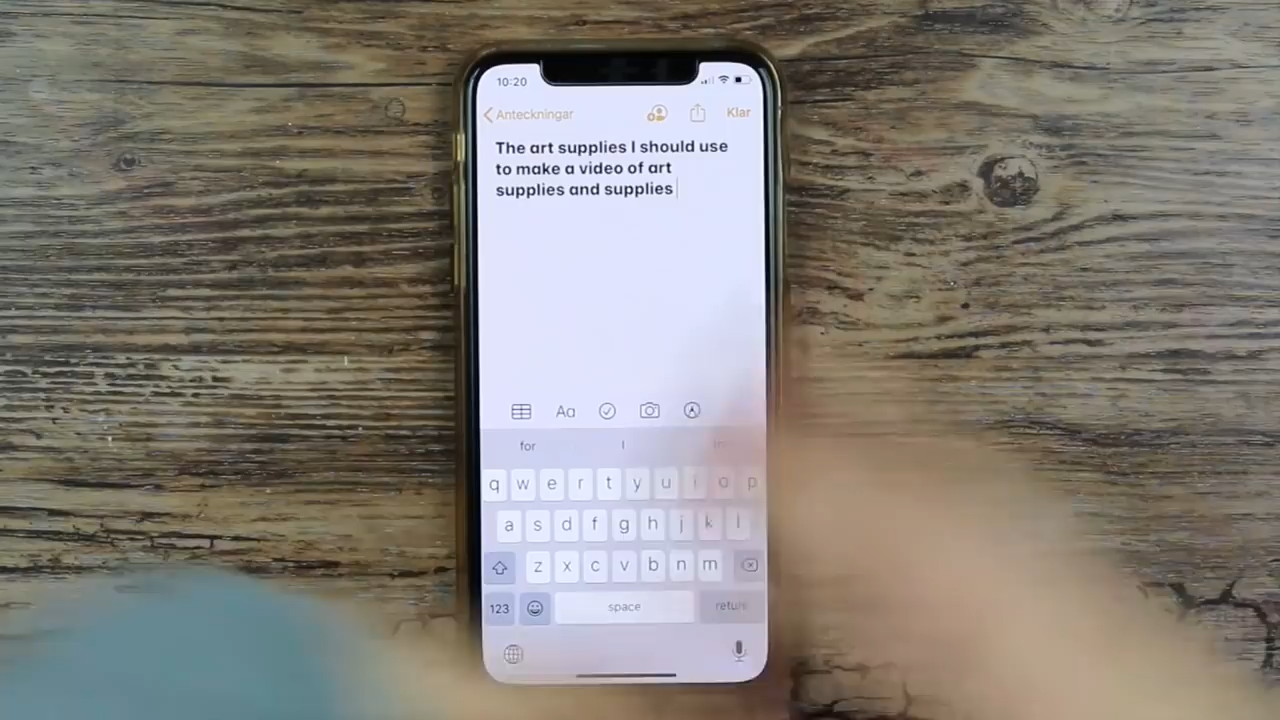 10:20
Anteckningar
Klar
The art supplies I should use
to make a video of art
supplies and supplies
Aa
for I
q w e r t y u i o p
a s d f g h j k l
z x c v b n m
123 space return